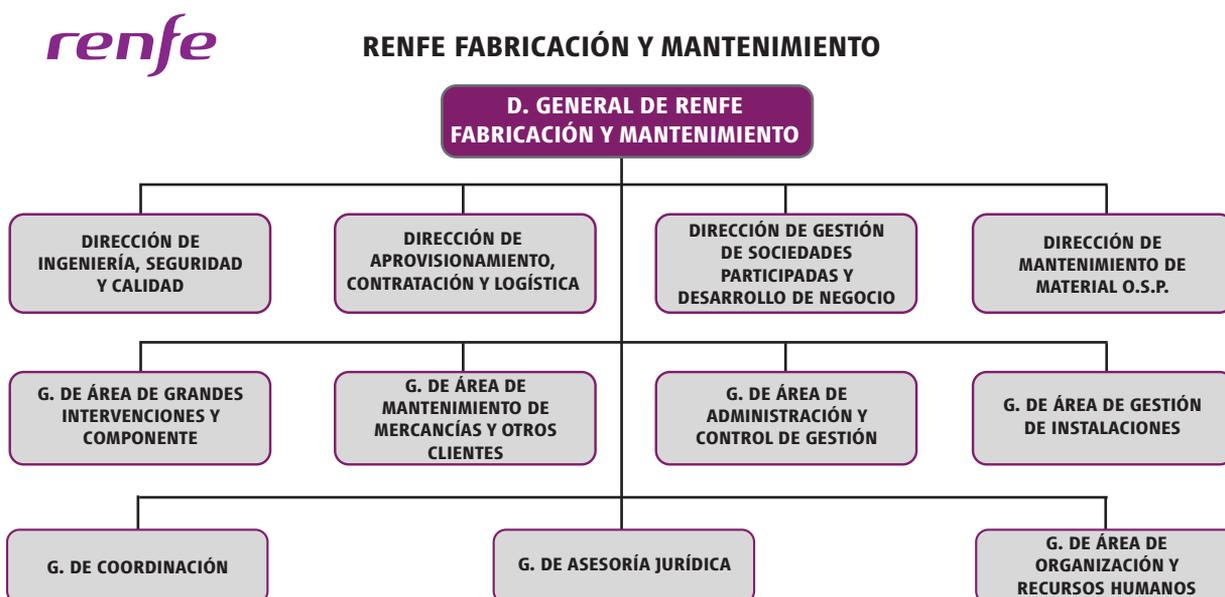 renfe
RENFE FABRICACIÓN Y MANTENIMIENTO
D. GENERAL DE RENFE
FABRICACIÓN Y MANTENIMIENTO
DIRECCIÓN DE
INGENIERÍA, SEGURIDAD
Y CALIDAD
DIRECCIÓN DE
APROVISIONAMIENTO,
CONTRATACIÓN Y LOGÍSTICA
DIRECCIÓN DE GESTIÓN
DE SOCIEDADES
PARTICIPADAS Y
DESARROLLO DE NEGOCIO
DIRECCIÓN DE
MANTENIMIENTO DE
MATERIAL O.S.P.
G. DE ÁREA DE GRANDES
INTERVENCIONES Y
COMPONENTE
G. DE ÁREA DE
MANTENIMIENTO DE
MERCANCÍAS Y OTROS
CLIENTES
G. DE ÁREA DE
ADMINISTRACIÓN Y
CONTROL DE GESTIÓN
G. DE ÁREA DE GESTIÓN
DE INSTALACIONES
G. DE COORDINACIÓN
G. DE ASESORÍA JURÍDICA
G. DE ÁREA DE
ORGANIZACIÓN Y
RECURSOS HUMANOS